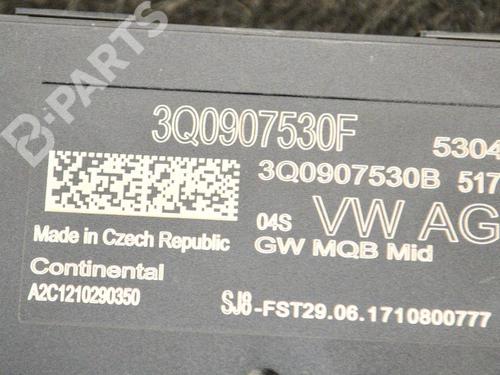 B-PARTS
3Q0907530F 5304
3Q0907530B 517
04S VW AG
Made in Czech Republic GW MQB Mid
Continental
A2C1210290350 SJ8-FST29.06.1710800777